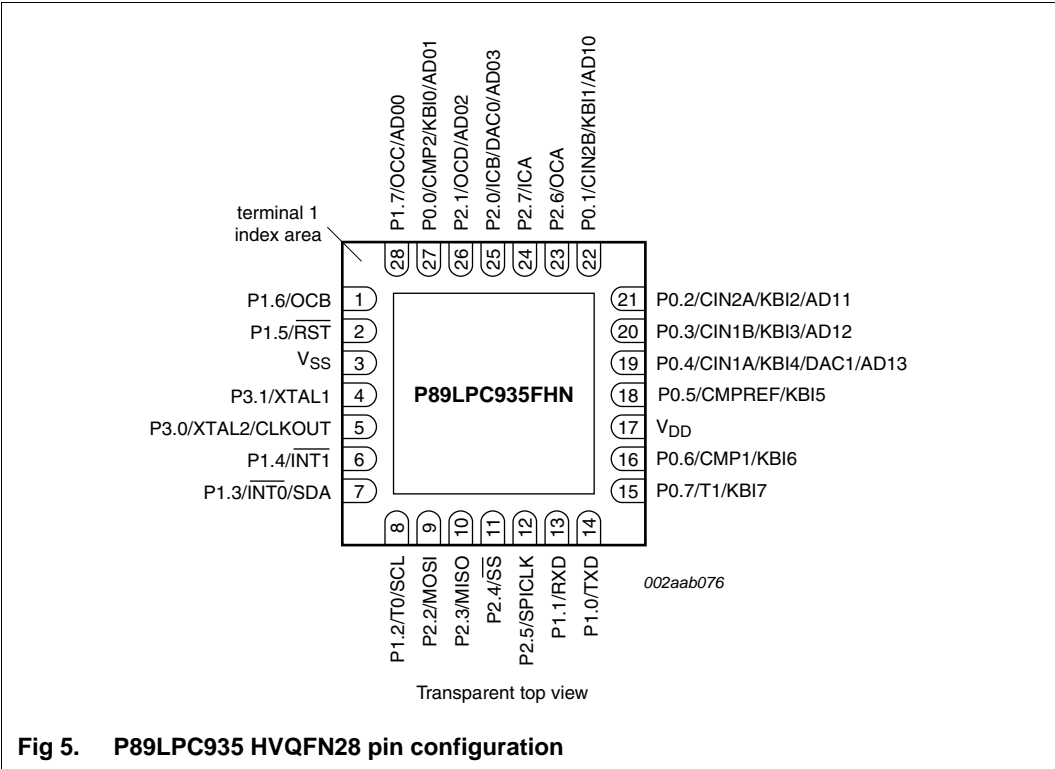 P1.7/OCC/AD00
P0.0/CMP2/KBI0/AD01
P2.1/OCD/AD02
P2.0/ICB/DAC0/AD03
P2.7/ICA
P2.6/OCA
P0.1/CIN2B/KBI1/AD10
terminal 1
index area
28 27 26 25 24 23 22
P1.6/OCB 1
P1.5/RST 2
VSS 3
P3.1/XTAL1 4
P3.0/XTAL2/CLKOUT 5
P1.4/INT1 6
P1.3/INT0/SDA 7
P89LPC935FHN
21 P0.2/CIN2A/KBI2/AD11
20 P0.3/CIN1B/KBI3/AD12
19 P0.4/CIN1A/KBI4/DAC1/AD13
18 P0.5/CMPREF/KBI5
17 VDD
16 P0.6/CMP1/KBI6
15 P0.7/T1/KBI7
8 9 10 11 12 13 14
P1.2/T0/SCL
P2.2/MOSI
P2.3/MISO
P2.4/SS
P2.5/SPICLK
P1.1/RXD
P1.0/TXD
002aab076
Transparent top view
Fig 5. P89LPC935 HVQFN28 pin configuration